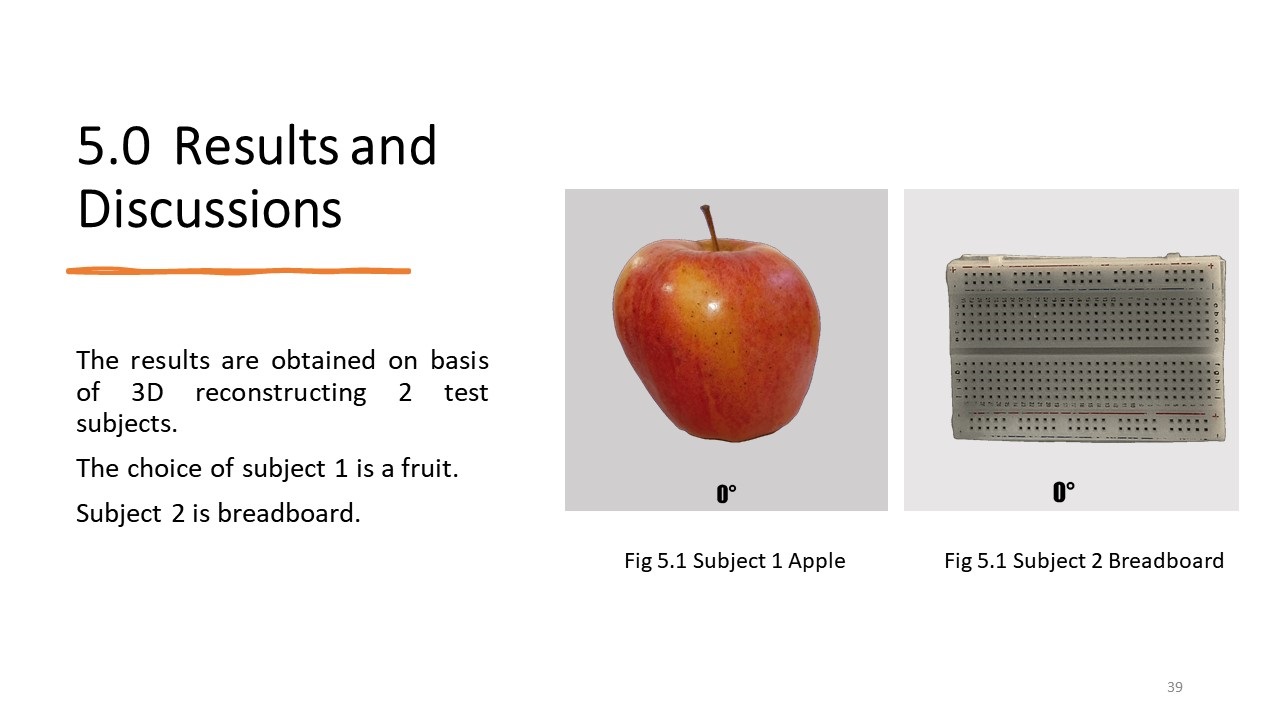 5.0 Results and
Discussions
The results are obtained on basis
of 3D reconstructing 2 test
subjects.
The choice of subject 1 is a fruit.
Subject 2 is breadboard.
0°
0°
Fig 5.1 Subject 1 Apple
Fig 5.1 Subject 2 Breadboard
39